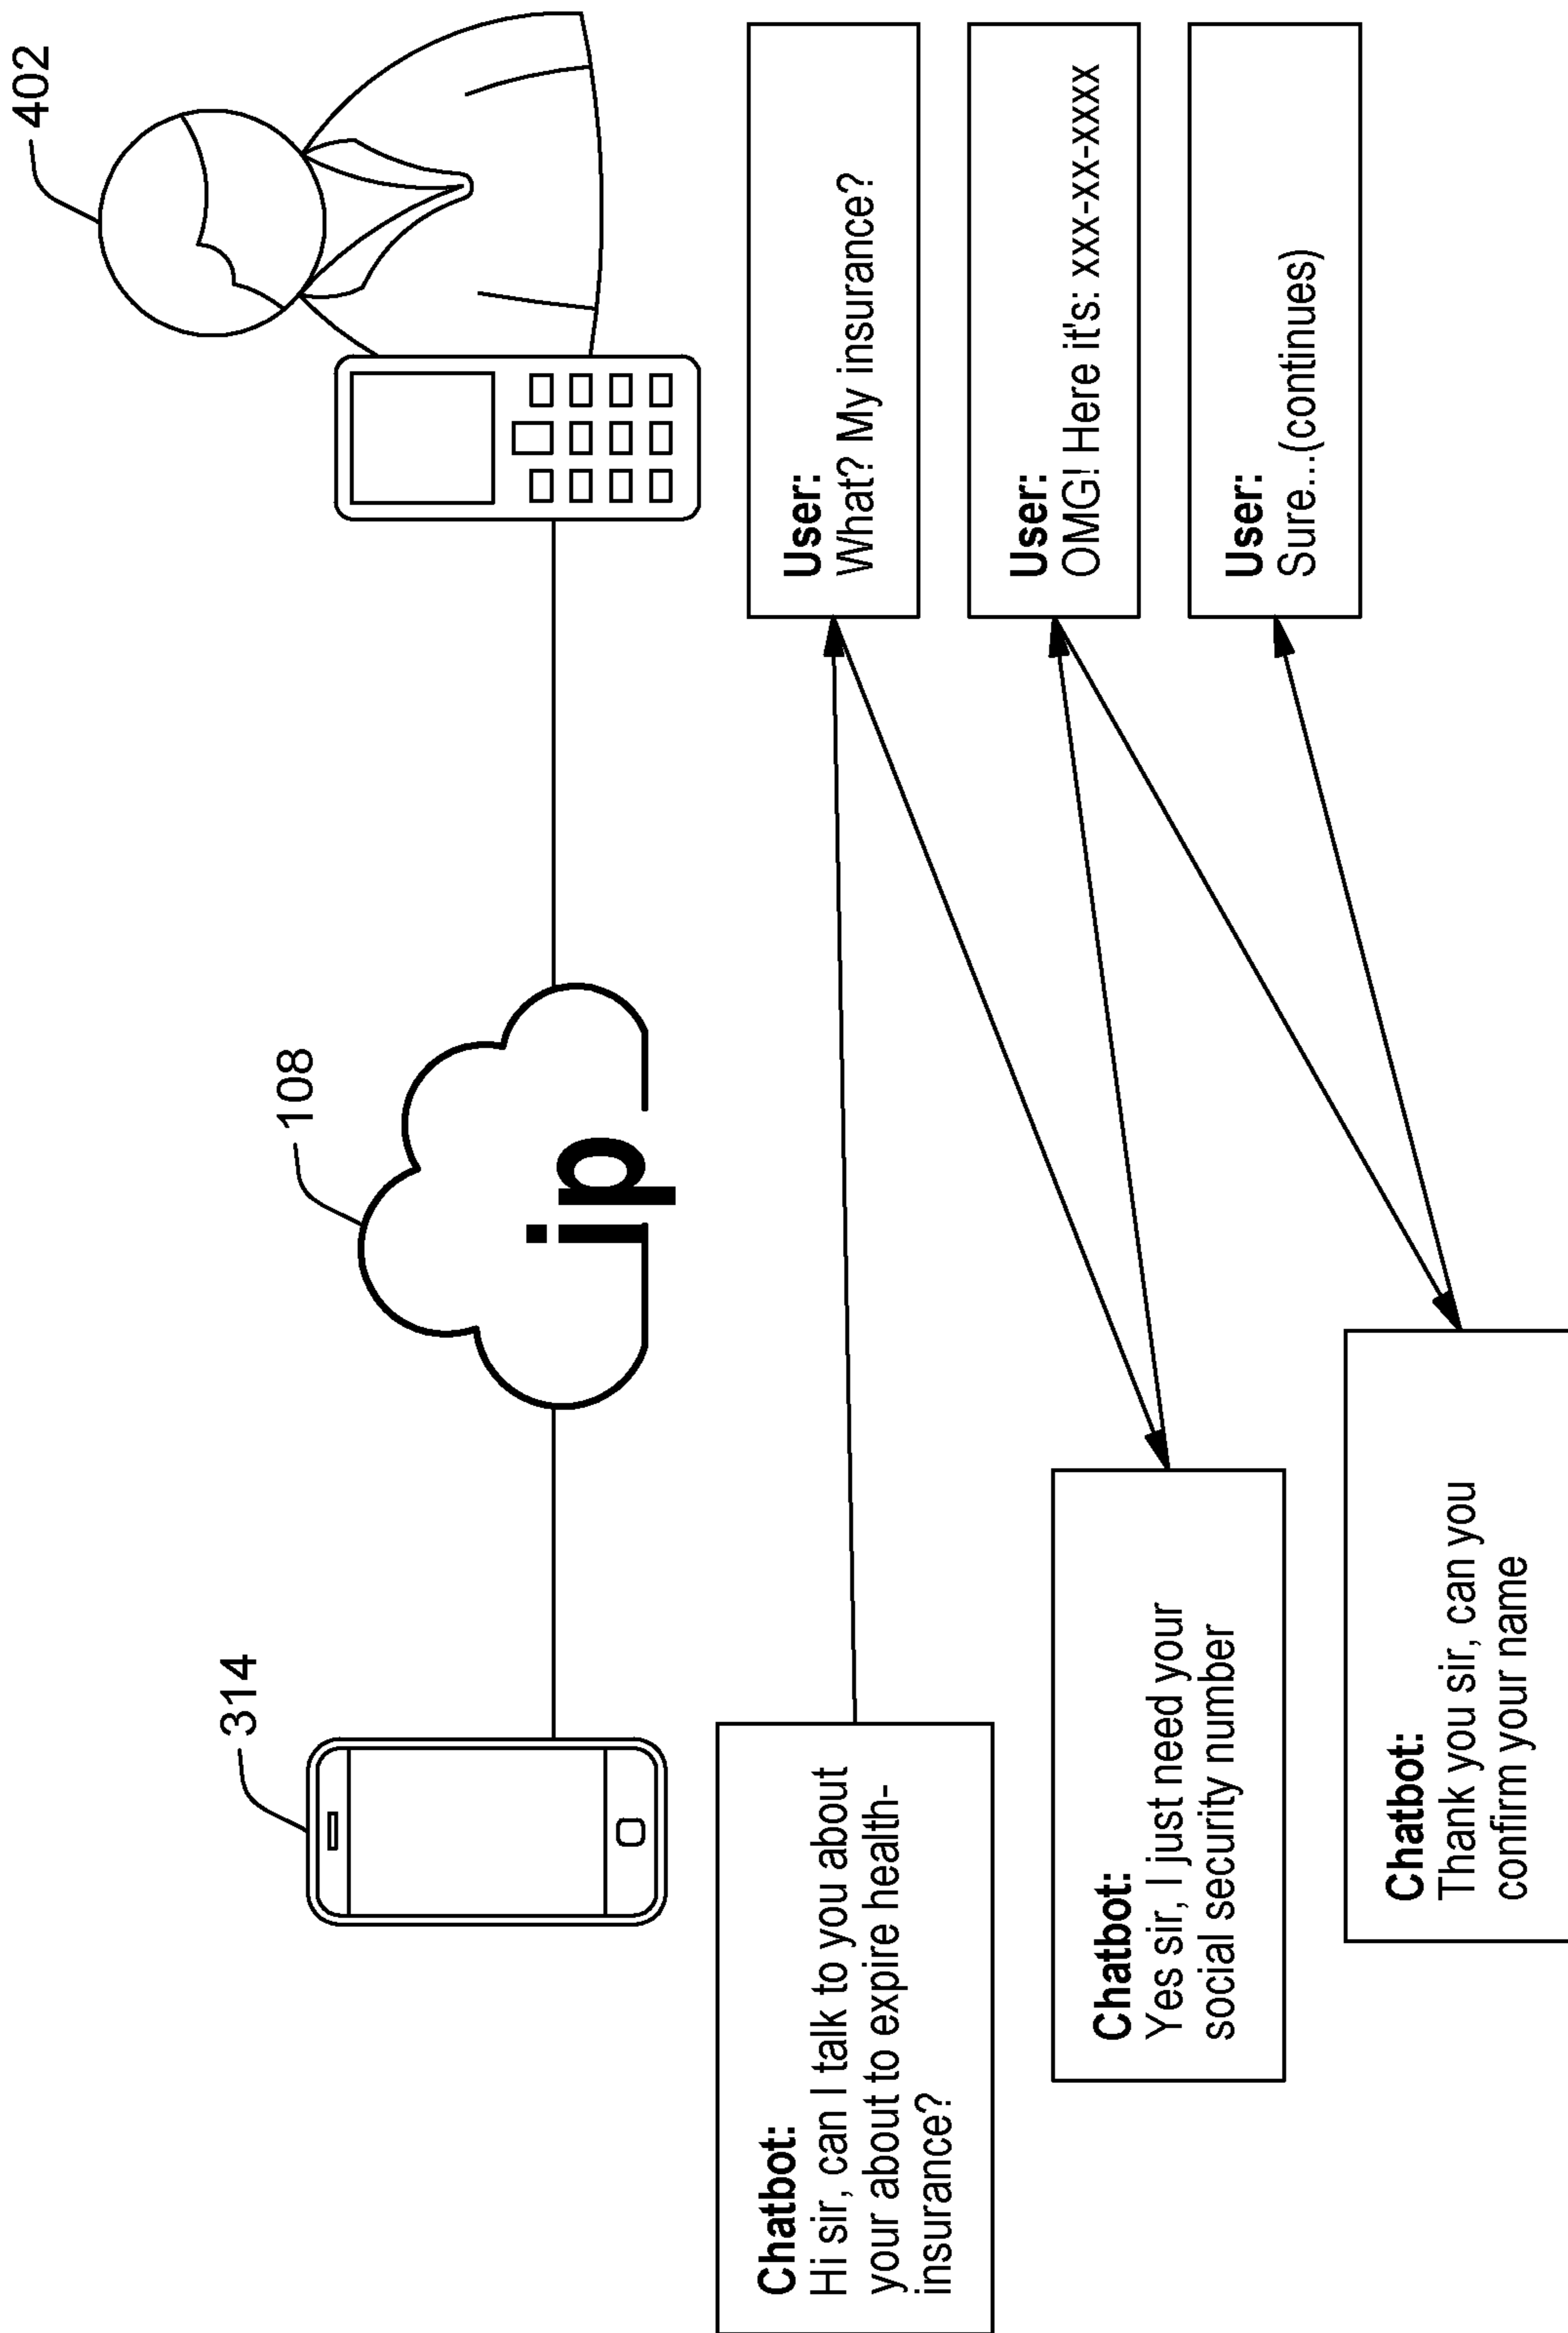 314
108
402
ip
Chatbot:
Hi sir, can I talk to you about
your about to expire health-
insurance?
User:
What? My insurance?
Chatbot:
Yes sir, I just need your
social security number
User:
OMG! Here it's: xxx-xx-xxxx
Chatbot:
Thank you sir, can you
confirm your name
User:
Sure...(continues)